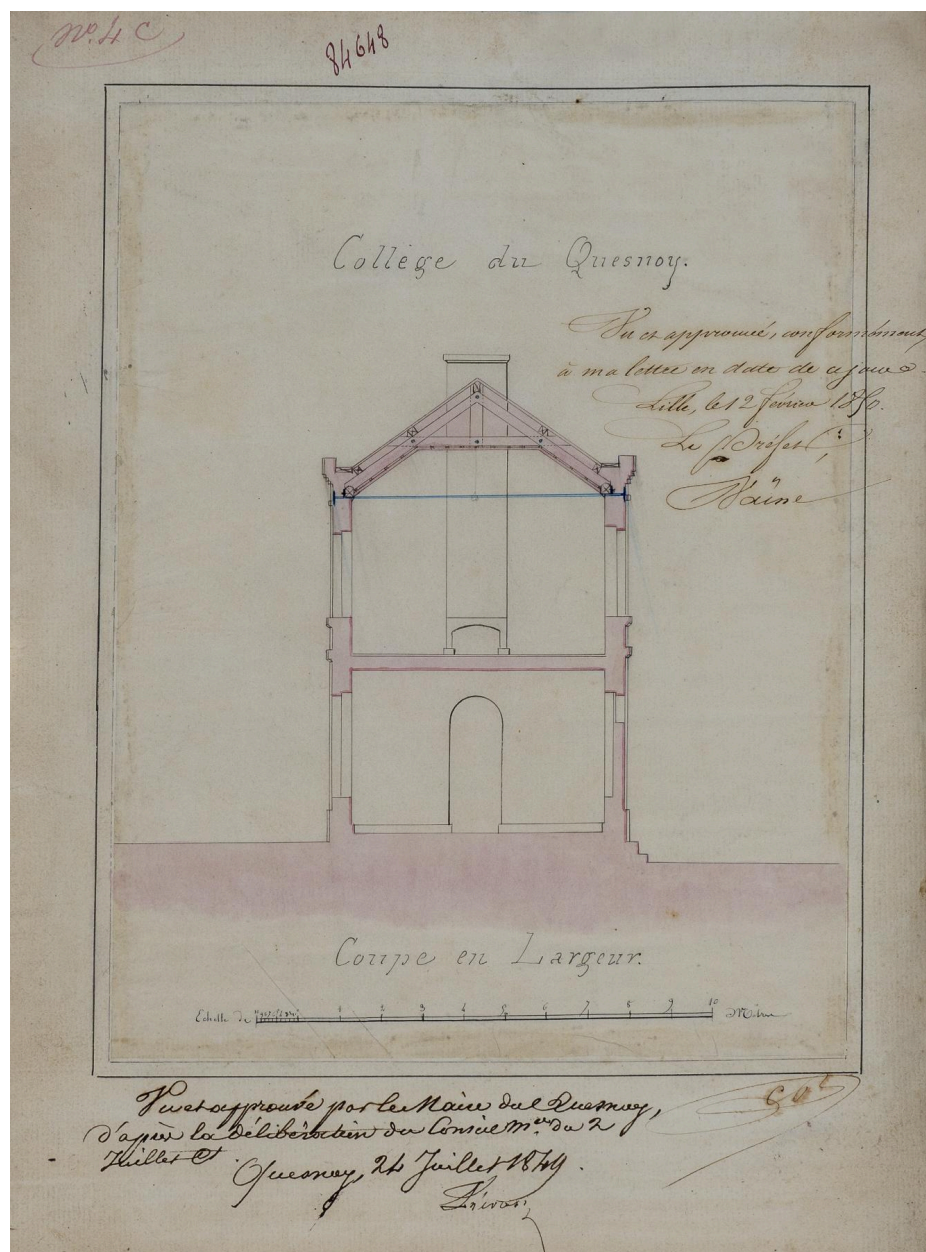 No. 4 C
84648
Collége du Quesnoy.
Vu et approuvé, conformément
à ma lettre en date de ce jour
Lille, le 12 février 1850.
Le Préfet,
Coupe en Largeur.
Echelle de
1 2 3 4 5 6 7 8 9 10 Mètres
Vu et approuvé par le Maire du Quesnoy,
d'après la délibération du Conseil m.al du 2
Juillet
Quesnoy, 24 Juillet 1849.